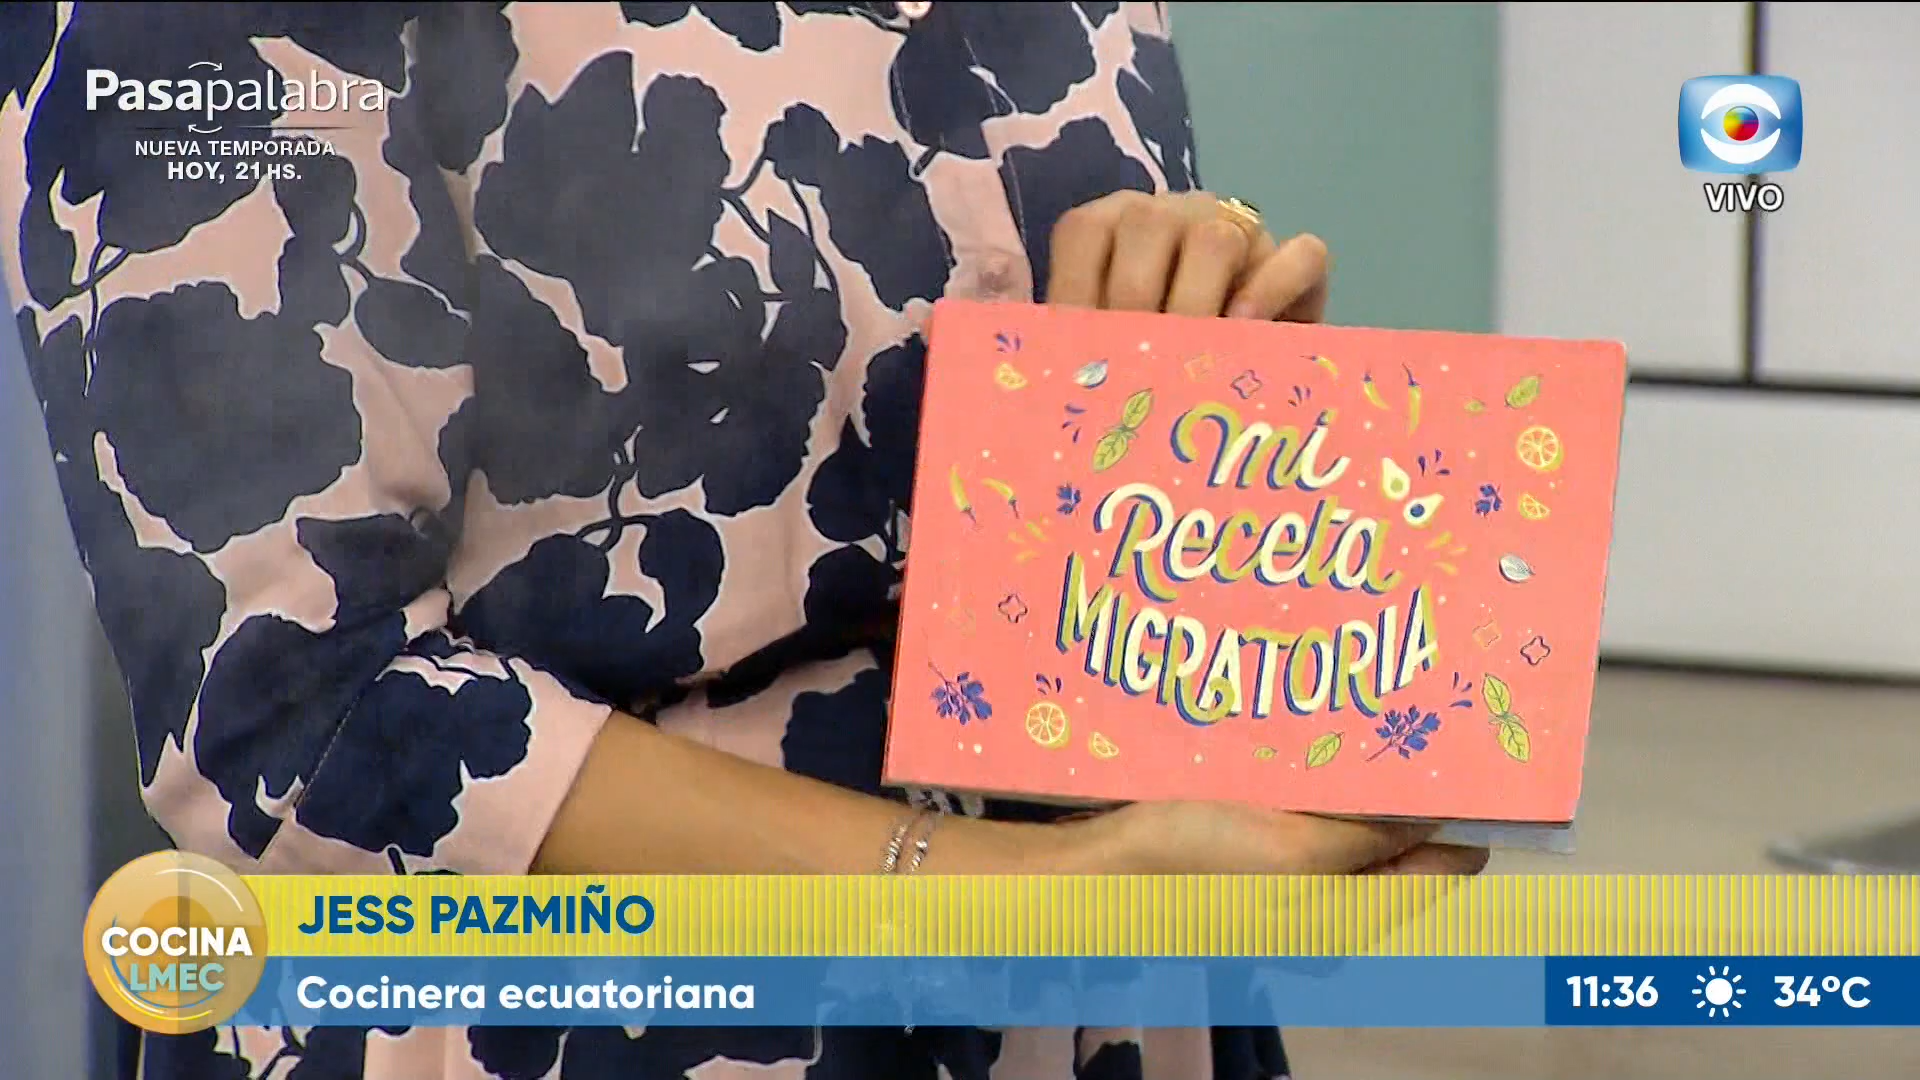 Pasapalabra
NUEVA TEMPORADA
HOY, 21 HS.
VIVO
mi
Receta
MIGRATORIA
JESS PAZMIÑO
COCINA
LMEC
Cocinera ecuatoriana
11:36 34°C